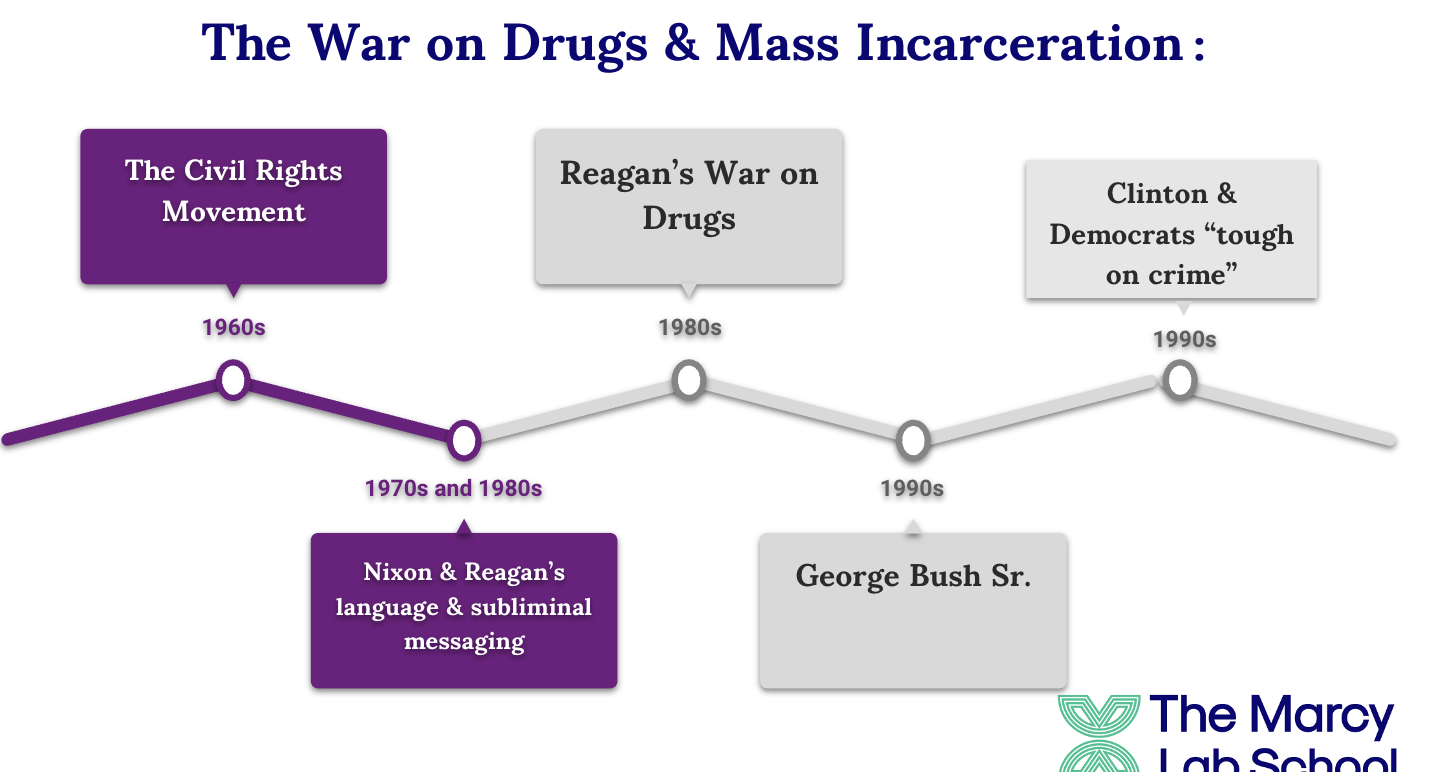 The War on Drugs & Mass Incarceration :
The Civil Rights
Movement
1960s
Reagan’s War on
Drugs
1980s
Clinton &
Democrats “tough
on crime”
1990s
1970s and 1980s
Nixon & Reagan’s
language & subliminal
messaging
1990s
George Bush Sr.
The Marcy
Lab School